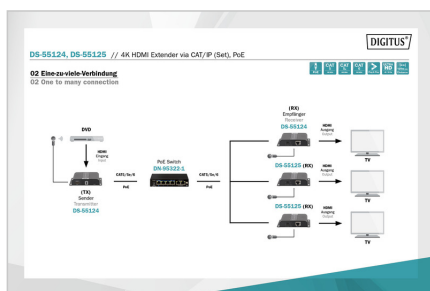 DIGITUS®
DS-55124, DS-55125 // 4K HDMI Extender via CAT/IP (Set), PoE
02 Eine-zu-viele-Verbindung
02 One to many connection
DVD
HDMI
Eingang
Input
(TX)
Sender
Transmitter
DS-55124
CAT5/5e/6
PoE
PoE Switch
DN-95323-1
CAT5/5e/6
PoE
(RX)
Empfänger
Receiver
DS-55124
HDMI
Ausgang
Output
TV
DS-55125 (RX)
HDMI
Ausgang
Output
TV
DS-55125 (RX)
HDMI
Ausgang
Output
TV